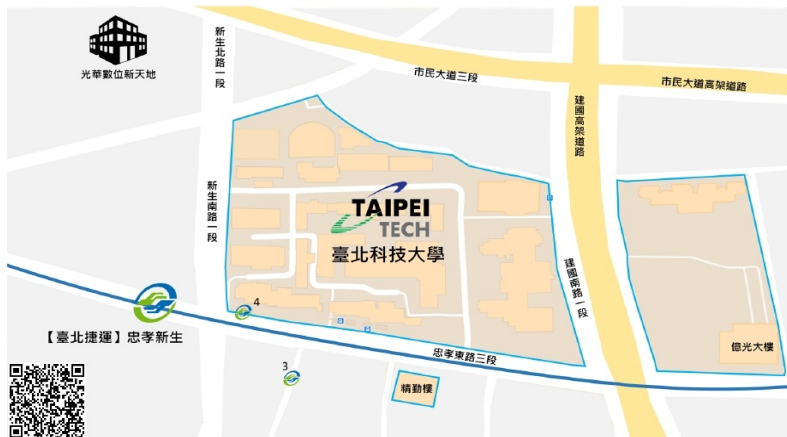 光華數位新天地
新生北路一段
市民大道三段
市民大道高架道路
建國高架道路
新生南路一段
TAIPEI
TECH
臺北科技大學
建國南路一段
4
【臺北捷運】忠孝新生
忠孝東路三段
億光大樓
3
精勤樓